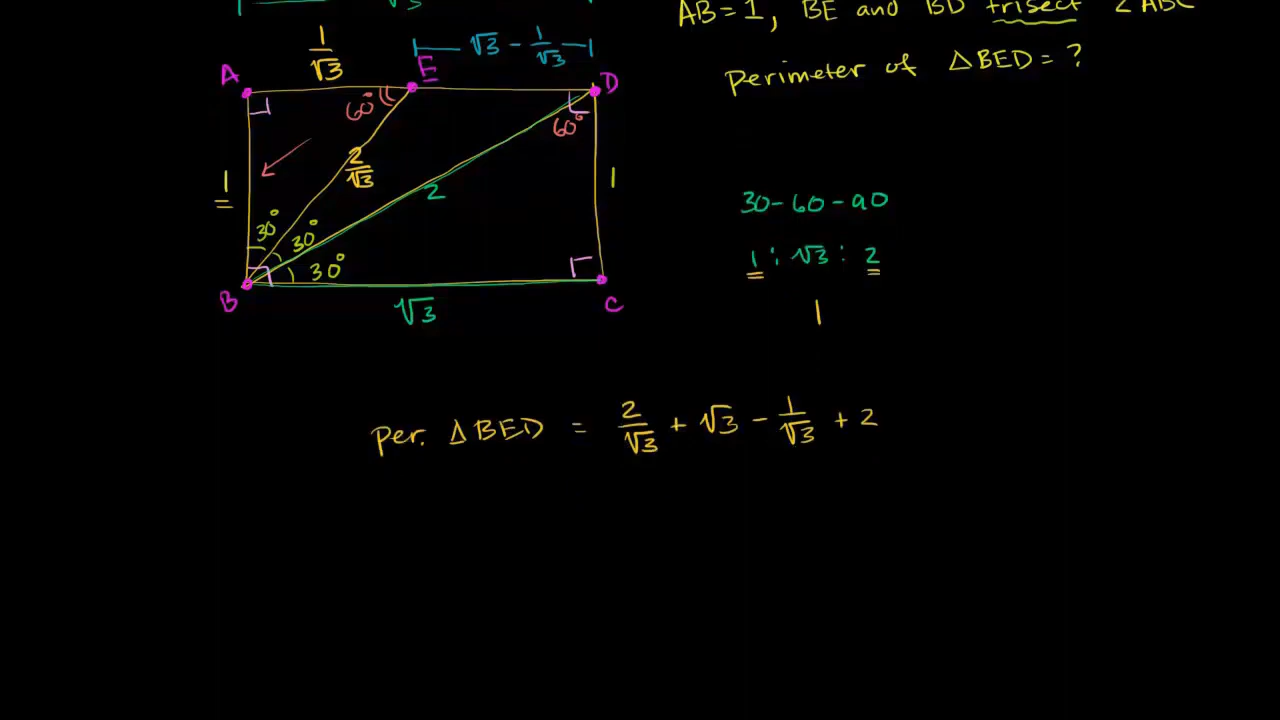 √3
AB = 1, BE and BD trisect ∠ABC
1/√3
√3 - 1/√3
Perimeter of △BED = ?
A
E
D
60°
60°
1
2/√3
2
1
30-60-90
30°
30°
30°
1 : √3 : 2
B
√3
C
1
per. △BED = 2/√3 + √3 - 1/√3 + 2